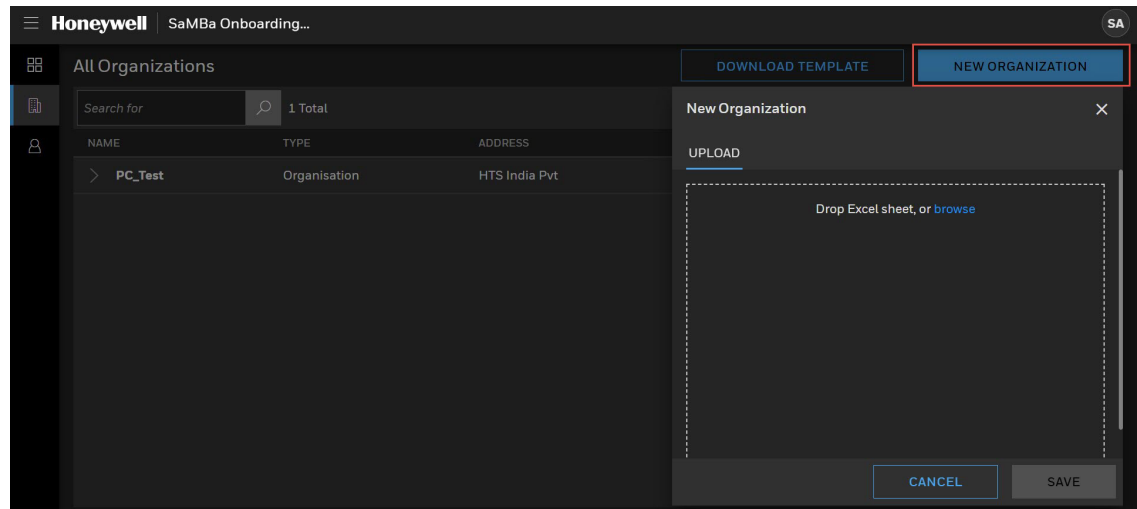 Honeywell SaMBa Onboarding... SA
All Organizations DOWNLOAD TEMPLATE NEW ORGANIZATION
Search for 1 Total
NAME TYPE ADDRESS
PC_Test Organisation HTS India Pvt
New Organization
UPLOAD
Drop Excel sheet, or browse
CANCEL SAVE